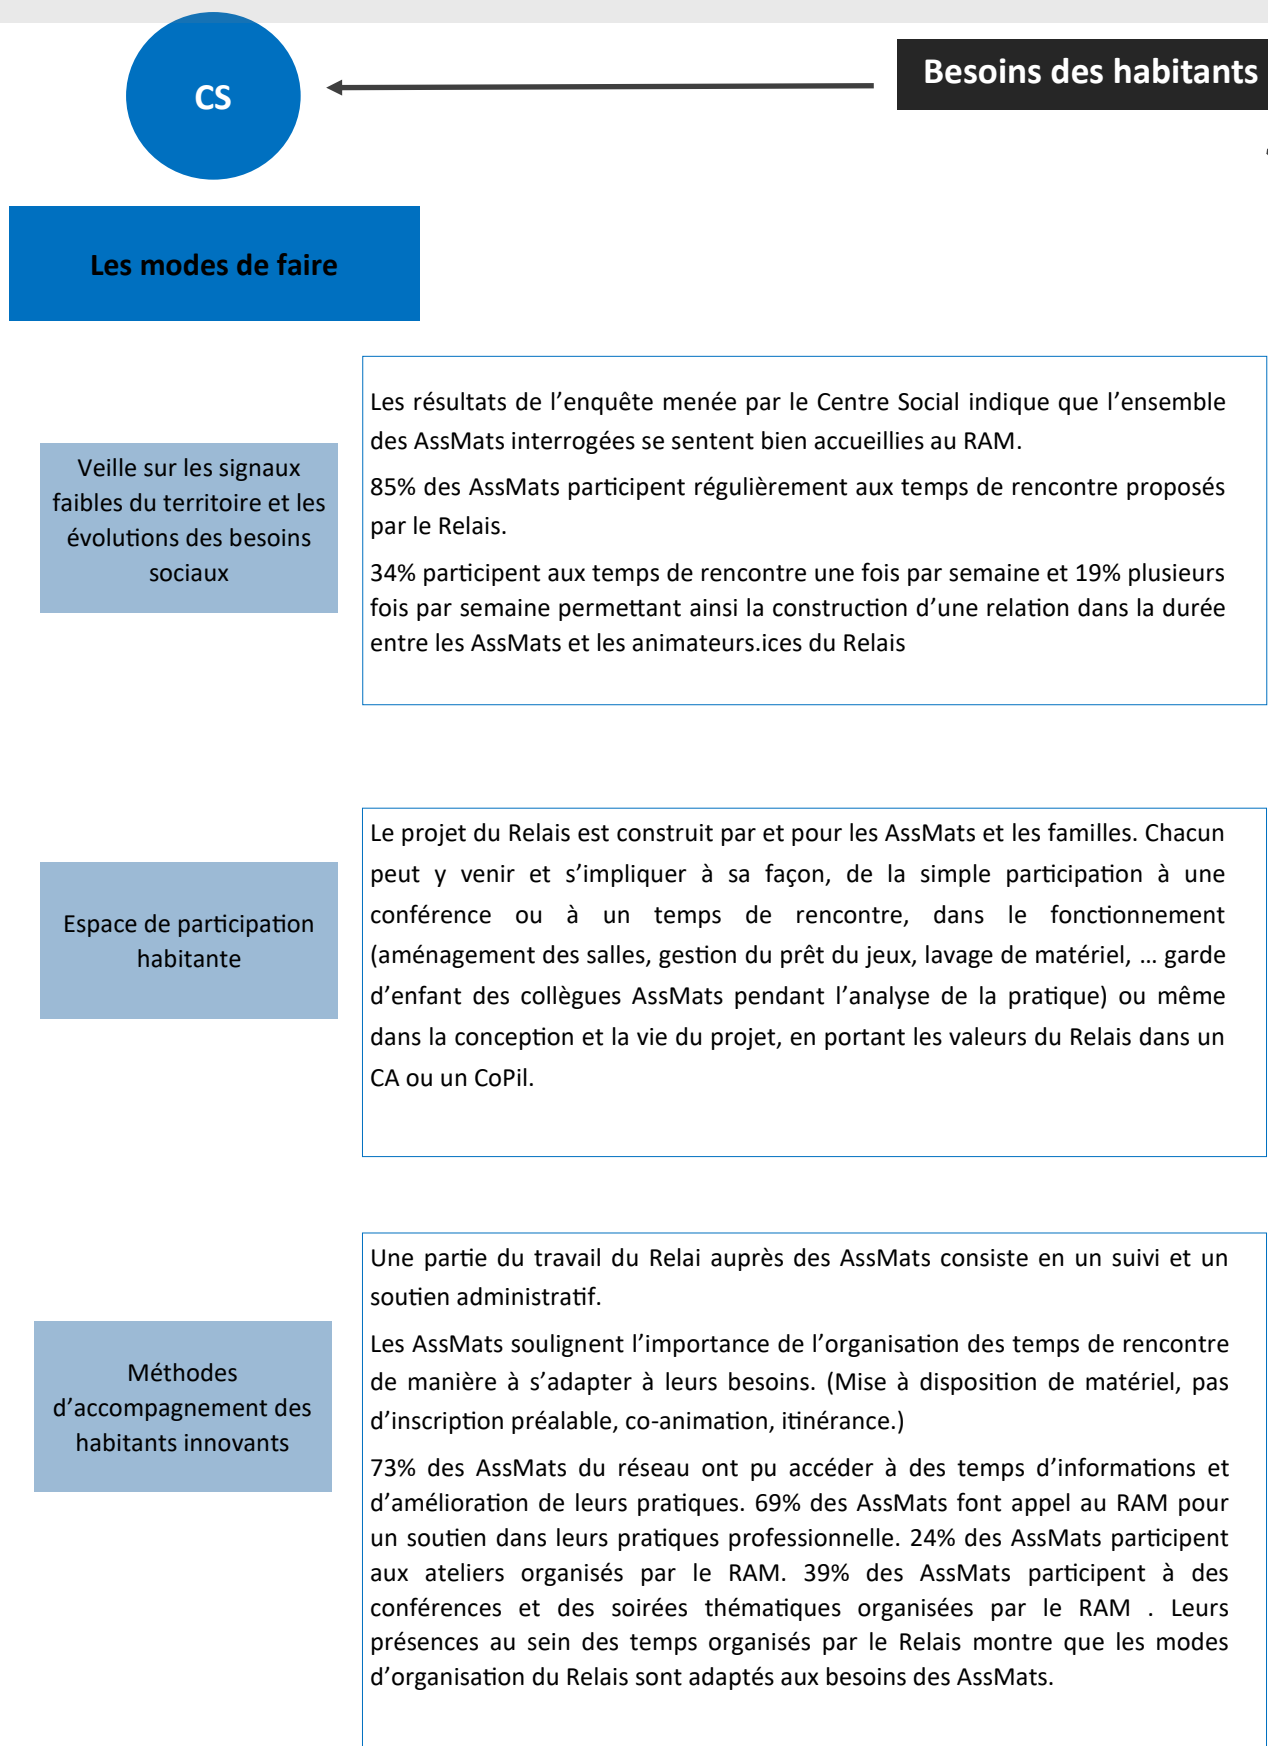 CS
Besoins des habitants
Les modes de faire
Veille sur les signaux
faibles du territoire et les
évolutions des besoins
sociaux
Les résultats de l’enquête menée par le Centre Social indique que l’ensemble
des AssMats interrogées se sentent bien accueillies au RAM.
85% des AssMats participent régulièrement aux temps de rencontre proposés
par le Relais.
34% participent aux temps de rencontre une fois par semaine et 19% plusieurs
fois par semaine permettant ainsi la construction d’une relation dans la durée
entre les AssMats et les animateurs.ices du Relais
Espace de participation
habitante
Le projet du Relais est construit par et pour les AssMats et les familles. Chacun
peut y venir et s’impliquer à sa façon, de la simple participation à une
conférence ou à un temps de rencontre, dans le fonctionnement
(aménagement des salles, gestion du prêt du jeux, lavage de matériel, … garde
d’enfant des collègues AssMats pendant l’analyse de la pratique) ou même
dans la conception et la vie du projet, en portant les valeurs du Relais dans un
CA ou un CoPil.
Méthodes
d’accompagnement des
habitants innovants
Une partie du travail du Relai auprès des AssMats consiste en un suivi et un
soutien administratif.
Les AssMats soulignent l’importance de l’organisation des temps de rencontre
de manière à s’adapter à leurs besoins. (Mise à disposition de matériel, pas
d’inscription préalable, co-animation, itinérance.)
73% des AssMats du réseau ont pu accéder à des temps d’informations et
d’amélioration de leurs pratiques. 69% des AssMats font appel au RAM pour
un soutien dans leurs pratiques professionnelle. 24% des AssMats participent
aux ateliers organisés par le RAM. 39% des AssMats participent à des
conférences et des soirées thématiques organisées par le RAM . Leurs
présences au sein des temps organisés par le Relais montre que les modes
d’organisation du Relais sont adaptés aux besoins des AssMats.